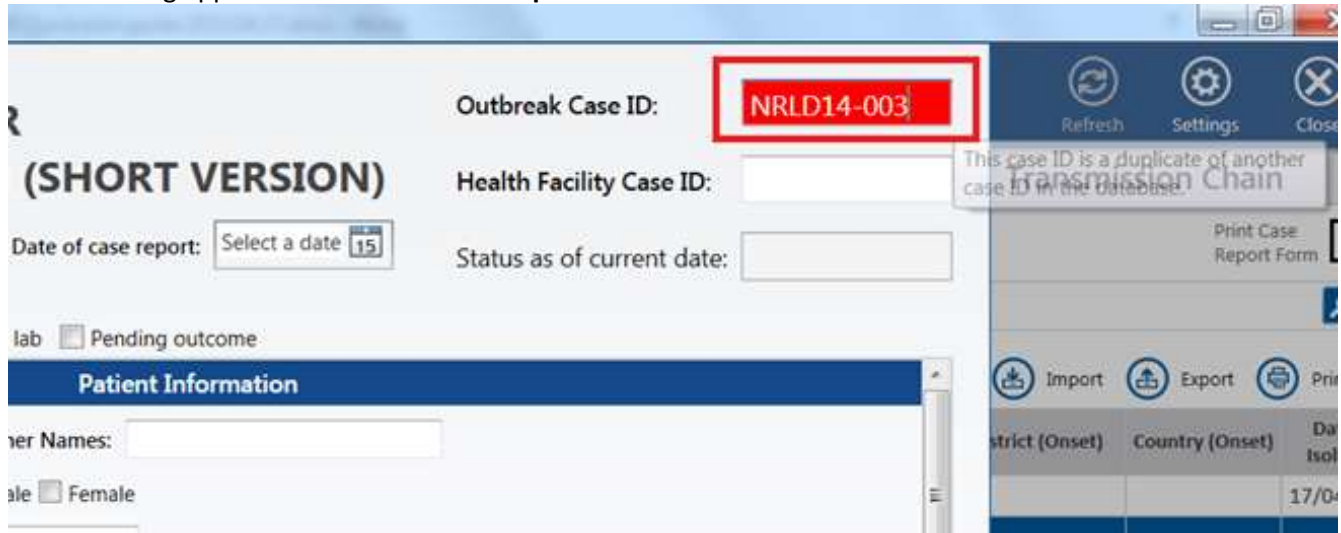 Outbreak Case ID: NRLD14-003
R
(SHORT VERSION)
Health Facility Case ID:
Date of case report: Select a date 15
Status as of current date:
lab Pending outcome
Patient Information
her Names:
ale Female
Refresh Settings Close
This case ID is a duplicate of another
case ID in the database.
Transmission Chain
Print Case
Report Form
Import Export Prin
strict (Onset) Country (Onset) Da
Isol
17/04